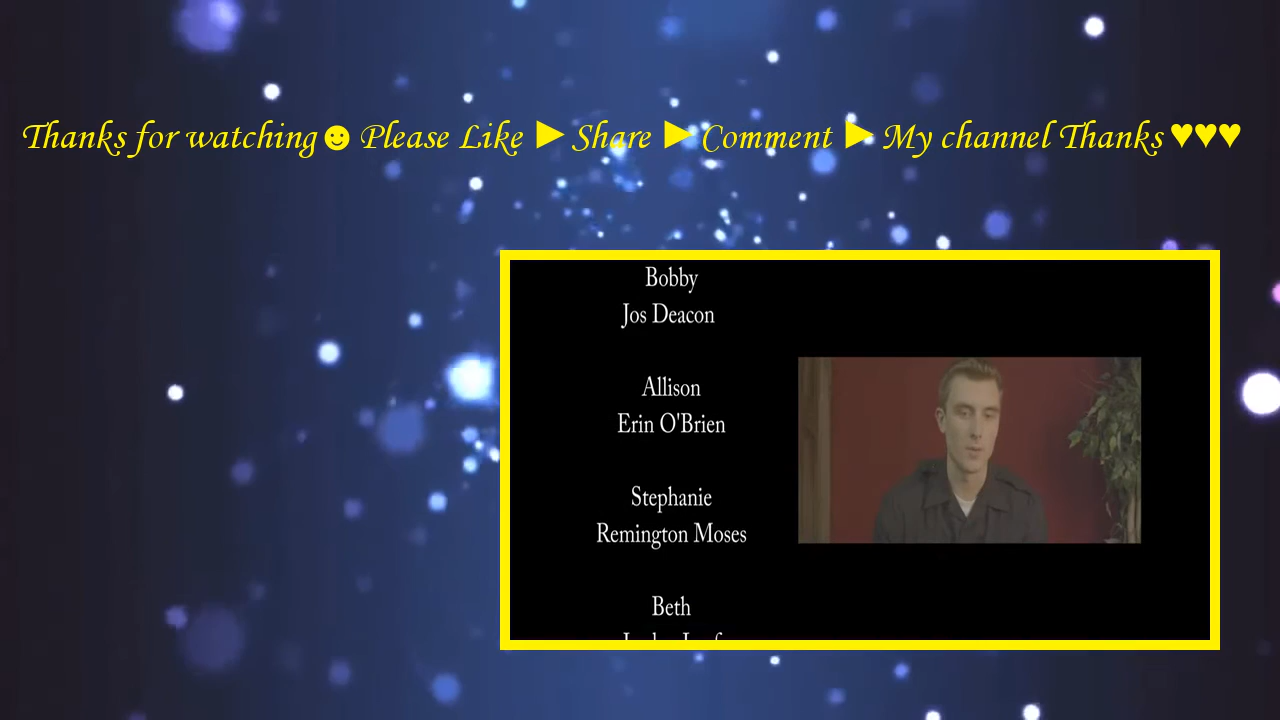 Thanks for watching☻Please Like ►Share ►Comment ►My channel Thanks♥♥♥
Bobby
Jos Deacon
Allison
Erin O'Brien
Stephanie
Remington Moses
Beth